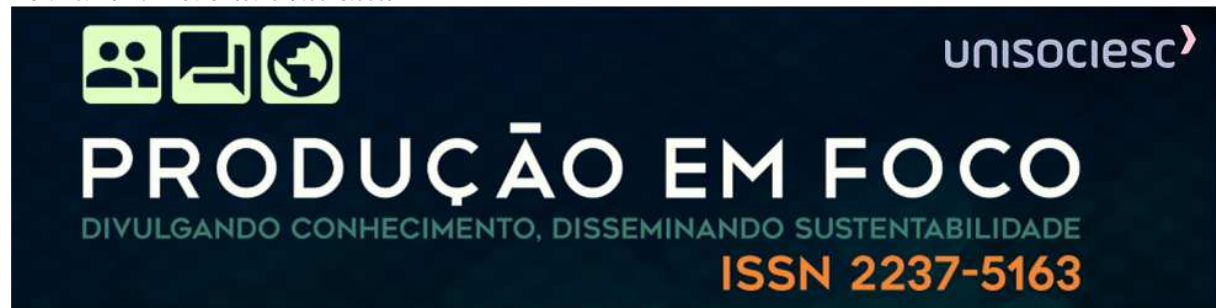 UNISOCIESC
PRODUÇÃO EM FOCO
DIVULGANDO CONHECIMENTO, DISSEMINANDO SUSTENTABILIDADE
ISSN 2237-5163